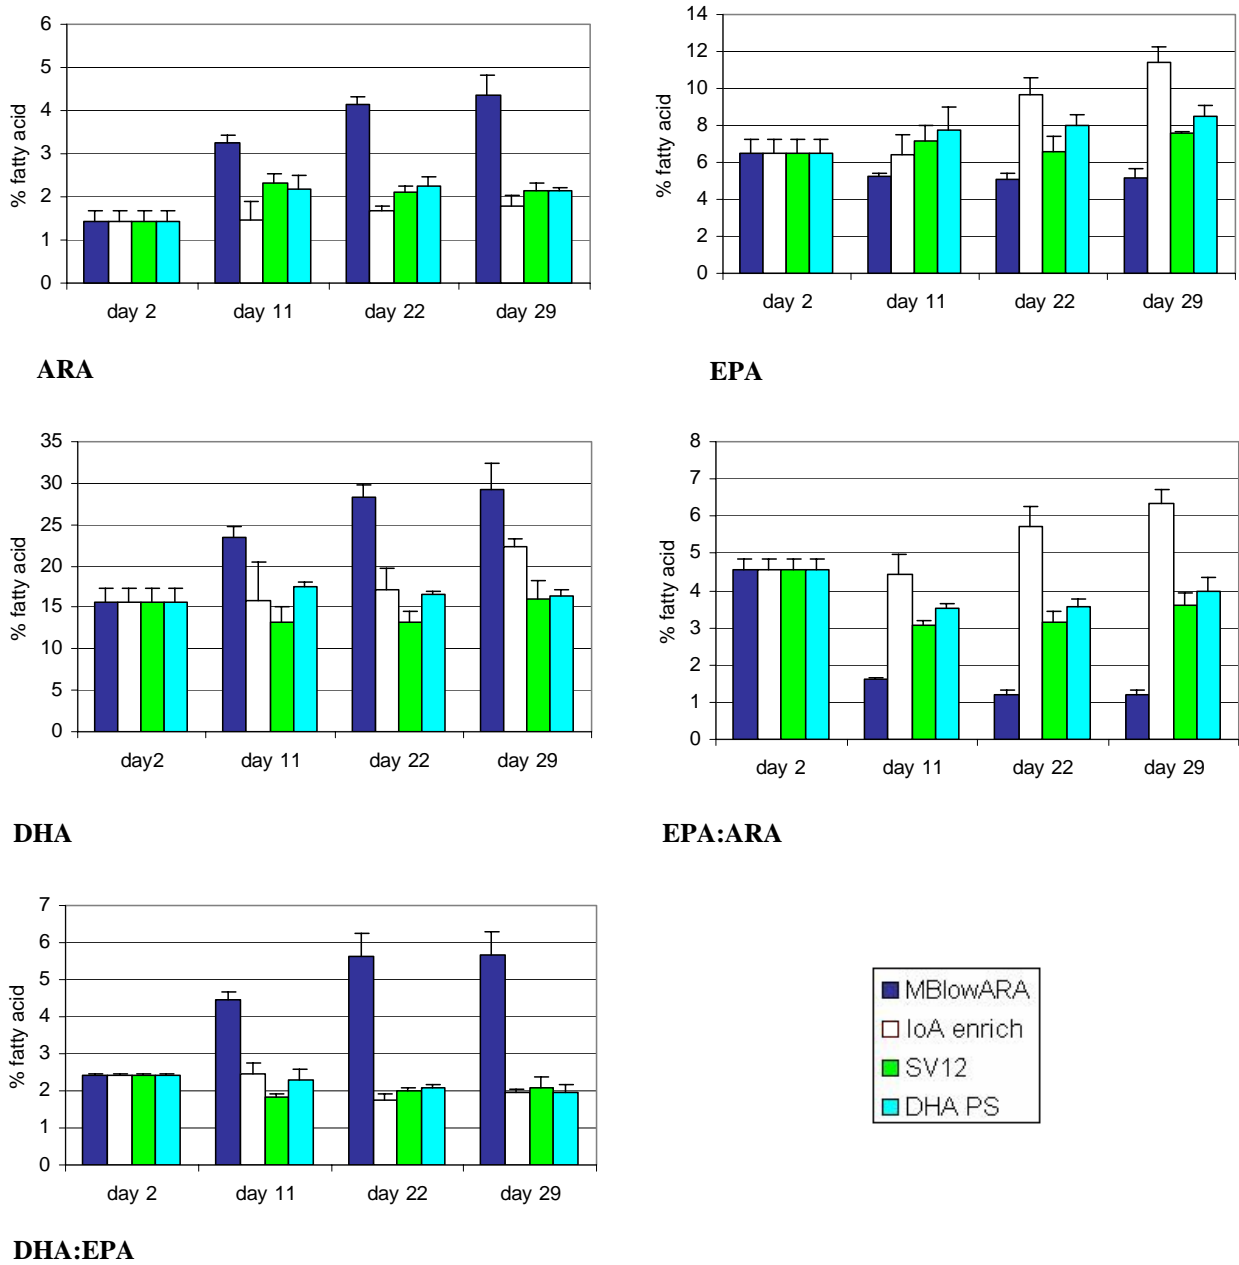 6
5
4
3
2
1
0
% fatty acid
day 2 day 11 day 22 day 29
ARA
14
12
10
8
6
4
2
0
% fatty acid
day 2 day 11 day 22 day 29
EPA
35
30
25
20
15
10
5
0
% fatty acid
day2 day 11 day 22 day 29
DHA
8
7
6
5
4
3
2
1
0
% fatty acid
day 2 day 11 day 22 day 29
EPA:ARA
7
6
5
4
3
2
1
0
% fatty acid
day 2 day 11 day 22 day 29
DHA:EPA
MBlowARA
IoA enrich
SV12
DHA PS